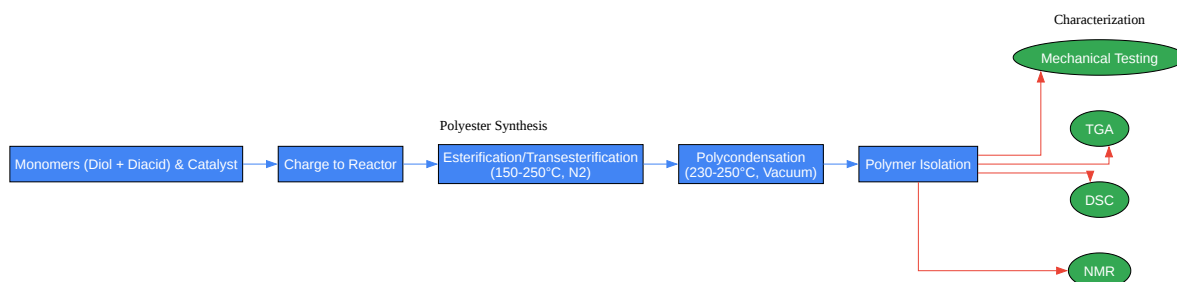 Characterization
Mechanical Testing
Polyester Synthesis
TGA
Monomers (Diol + Diacid) & Catalyst
Charge to Reactor
Esterification/Transesterification
(150-250°C, N2)
Polycondensation
(230-250°C, Vacuum)
Polymer Isolation
DSC
NMR